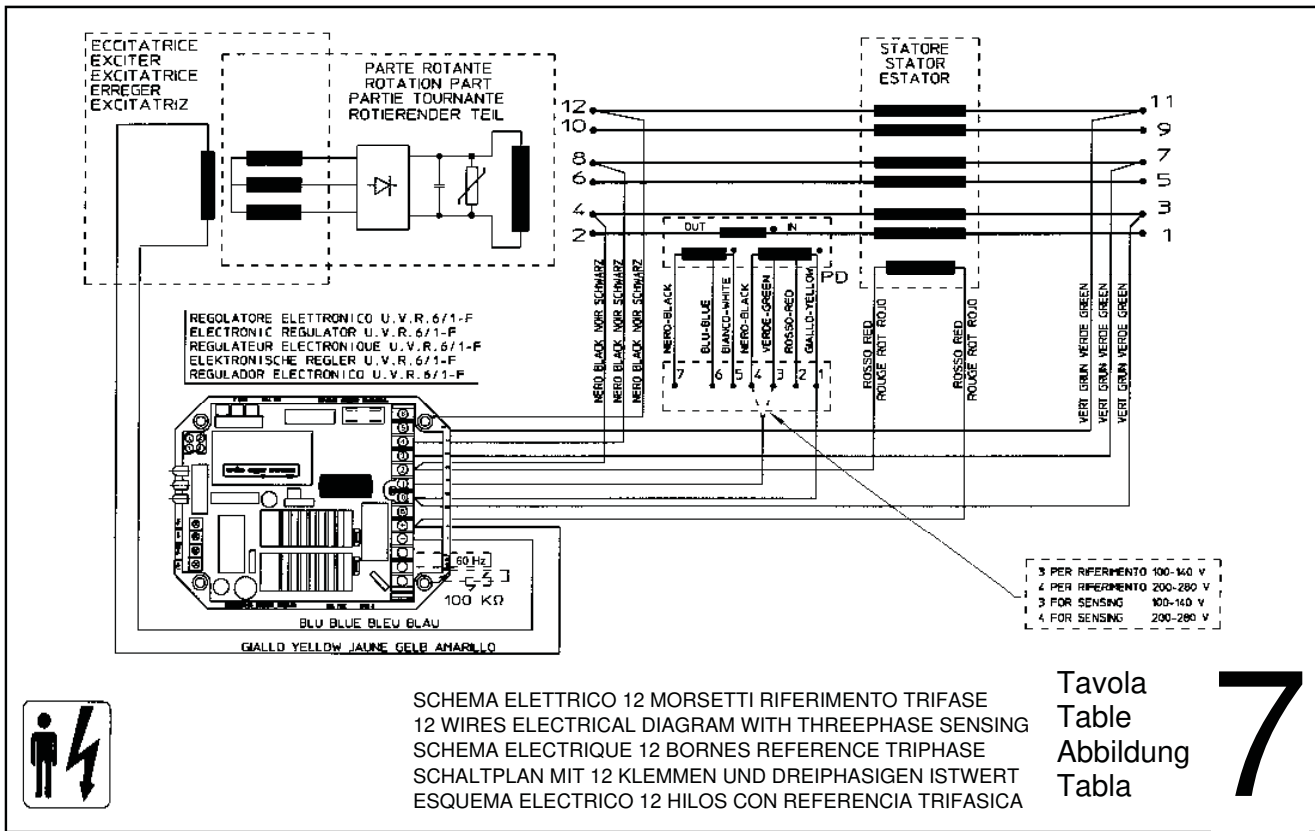 ECCITATRICE
EXCITER
EXCITATRICE
ERREGER
EXCITATRIZ
PARTE ROTANTE
ROTATION PART
PARTIE TOURNANTE
ROTIERENDER TEIL
STATORE
STATOR
ESTATOR
12
10
8
6
4
2
11
9
7
5
3
1
OUT
IN
PD
NERO-BLACK
BLU-BLUE
BIANCO-WHITE
NERO-BLACK
VERDE-GREEN
ROSSO-RED
GIALLO-YELLOW
7 6 5 4 3 2 1
NERO BLACK NOIR SCHWARZ
NERO BLACK NOIR SCHWARZ
NERO BLACK NOIR SCHWARZ
ROSSO RED
ROUGE ROT ROJO
ROSSO RED
ROUGE ROT ROJO
VERT GRUN VERDE GREEN
VERT GRUN VERDE GREEN
VERT GRUN VERDE GREEN
REGOLATORE ELETTRONICO U.V.R.6/1-F
ELECTRONIC REGULATOR U.V.R.6/1-F
REGULATEUR ELECTRONIQUE U.V.R.6/1-F
ELEKTRONISCHE REGLER U.V.R.6/1-F
REGULADOR ELECTRONICO U.V.R.6/1-F
60 Hz
100 KΩ
BLU BLUE BLEU BLAU
GIALLO YELLOW JAUNE GELB AMARILLO
3 PER RIFERIMENTO 100-140 V
4 PER RIFERIMENTO 200-280 V
3 FOR SENSING 100-140 V
4 FOR SENSING 200-280 V
SCHEMA ELETTRICO 12 MORSETTI RIFERIMENTO TRIFASE
12 WIRES ELECTRICAL DIAGRAM WITH THREEPHASE SENSING
SCHEMA ELECTRIQUE 12 BORNES REFERENCE TRIPHASE
SCHALTPLAN MIT 12 KLEMMEN UND DREIPHASIGEN ISTWERT
ESQUEMA ELECTRICO 12 HILOS CON REFERENCIA TRIFASICA
Tavola
Table
Abbildung
Tabla
7